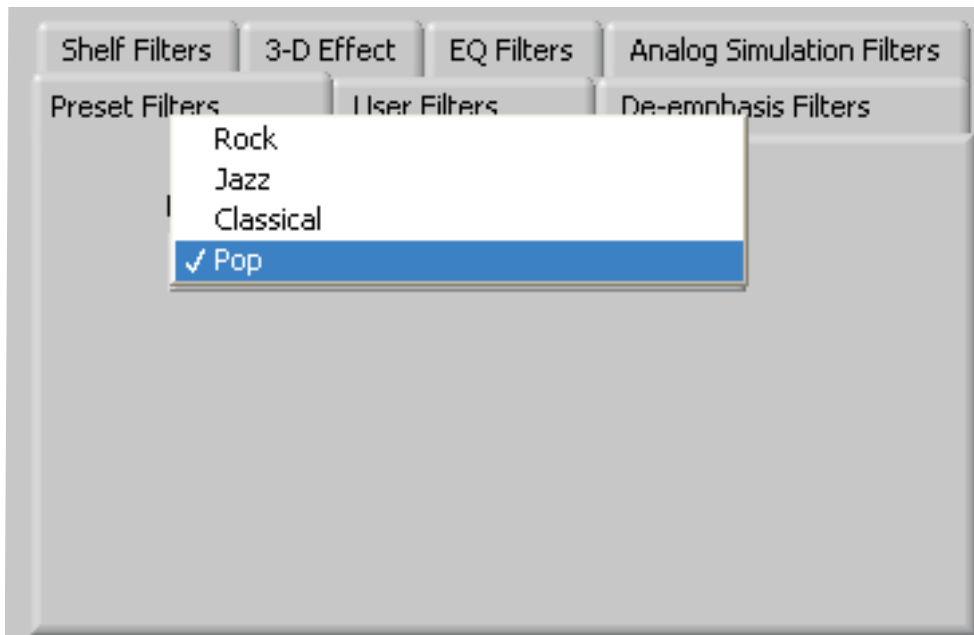 Shelf Filters 3-D Effect EQ Filters Analog Simulation Filters
Preset Filters User Filters De-emphasis Filters
Rock
Jazz
Classical
✓ Pop